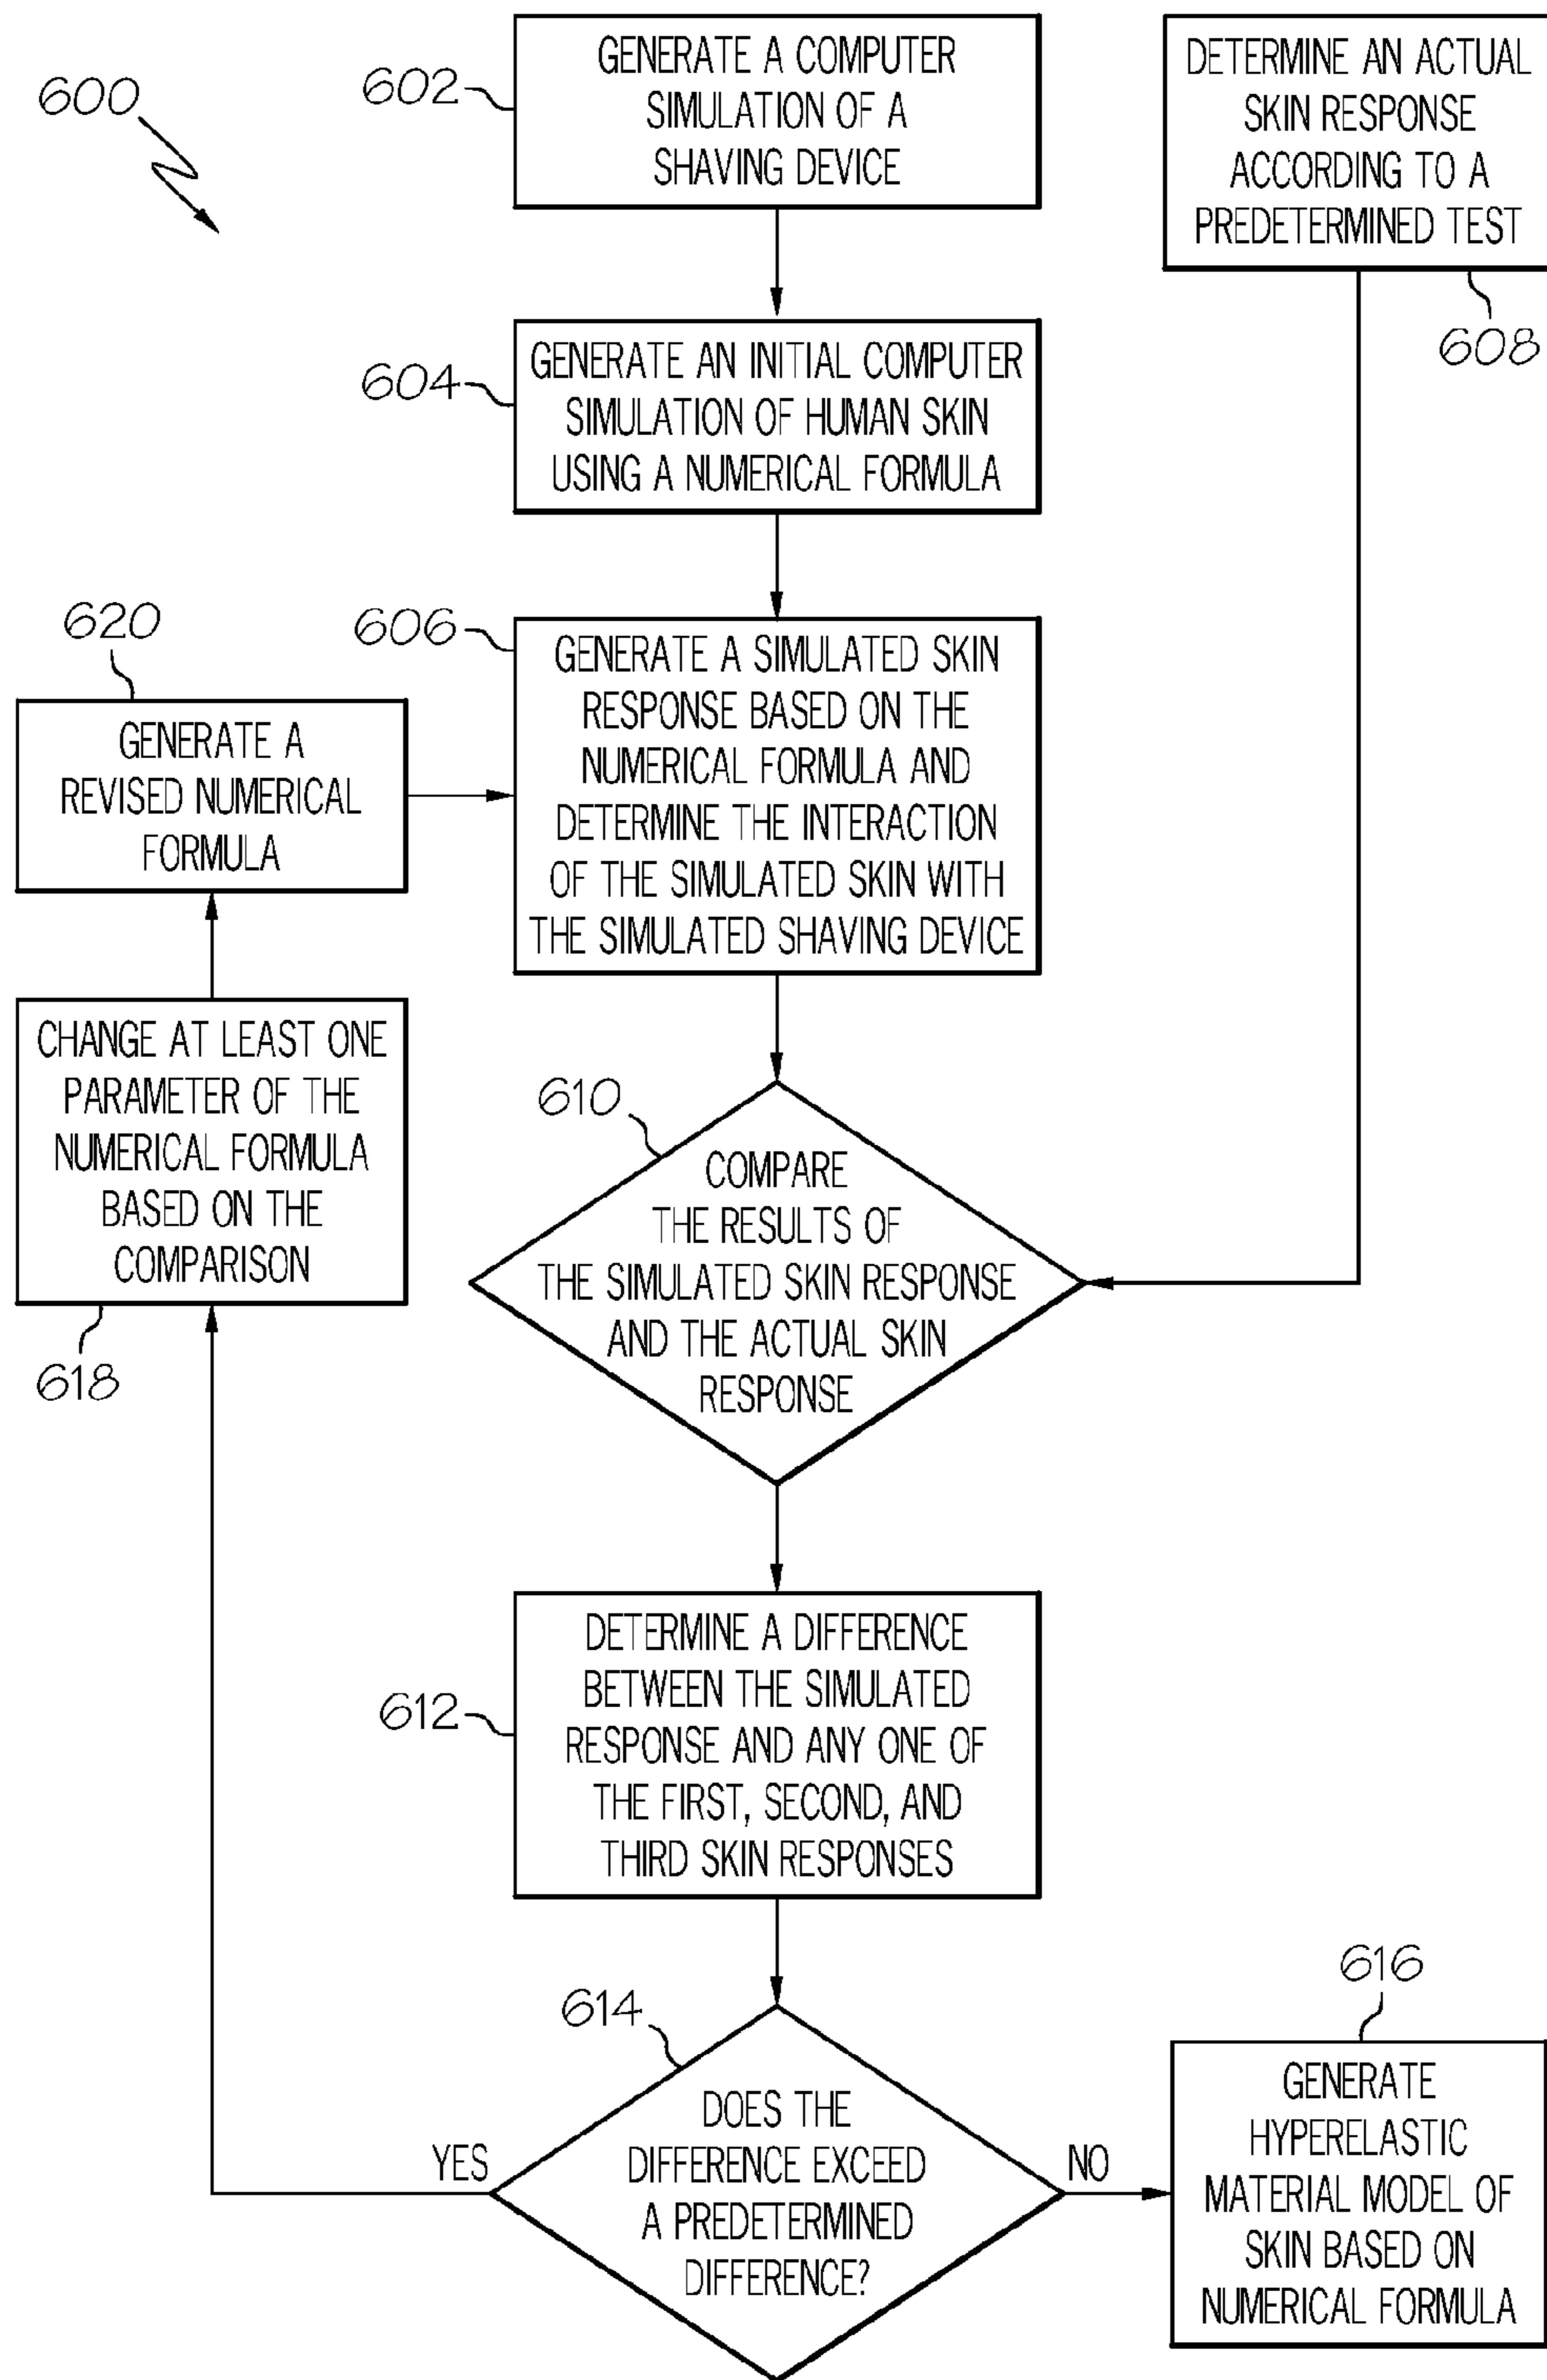 600
602
GENERATE A COMPUTER
SIMULATION OF A
SHAVING DEVICE
DETERMINE AN ACTUAL
SKIN RESPONSE
ACCORDING TO A
PREDETERMINED TEST
608
604
GENERATE AN INITIAL COMPUTER
SIMULATION OF HUMAN SKIN
USING A NUMERICAL FORMULA
620
GENERATE A
REVISED NUMERICAL
FORMULA
606
GENERATE A SIMULATED SKIN
RESPONSE BASED ON THE
NUMERICAL FORMULA AND
DETERMINE THE INTERACTION
OF THE SIMULATED SKIN WITH
THE SIMULATED SHAVING DEVICE
CHANGE AT LEAST ONE
PARAMETER OF THE
NUMERICAL FORMULA
BASED ON THE
COMPARISON
618
610
COMPARE
THE RESULTS OF
THE SIMULATED SKIN RESPONSE
AND THE ACTUAL SKIN
RESPONSE
612
DETERMINE A DIFFERENCE
BETWEEN THE SIMULATED
RESPONSE AND ANY ONE OF
THE FIRST, SECOND, AND
THIRD SKIN RESPONSES
614
DOES THE
DIFFERENCE EXCEED
A PREDETERMINED
DIFFERENCE?
YES
NO
616
GENERATE
HYPERELASTIC
MATERIAL MODEL OF
SKIN BASED ON
NUMERICAL FORMULA